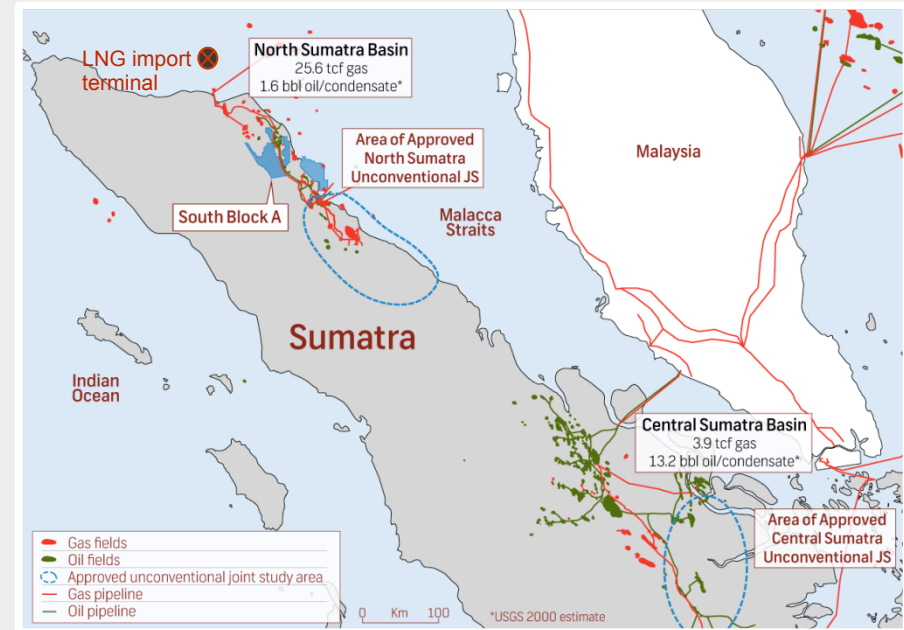 LNG import
terminal
North Sumatra Basin
25.6 tcf gas
1.6 bbl oil/condensate*
Area of Approved
North Sumatra
Unconventional JS
Malaysia
South Block A
Malacca
Straits
Sumatra
Indian
Ocean
Central Sumatra Basin
3.9 tcf gas
13.2 bbl oil/condensate*
Area of Approved
Central Sumatra
Unconventional JS
Gas fields
Oil fields
Approved unconventional joint study area
Gas pipeline
Oil pipeline
0 Km 100
*USGS 2000 estimate